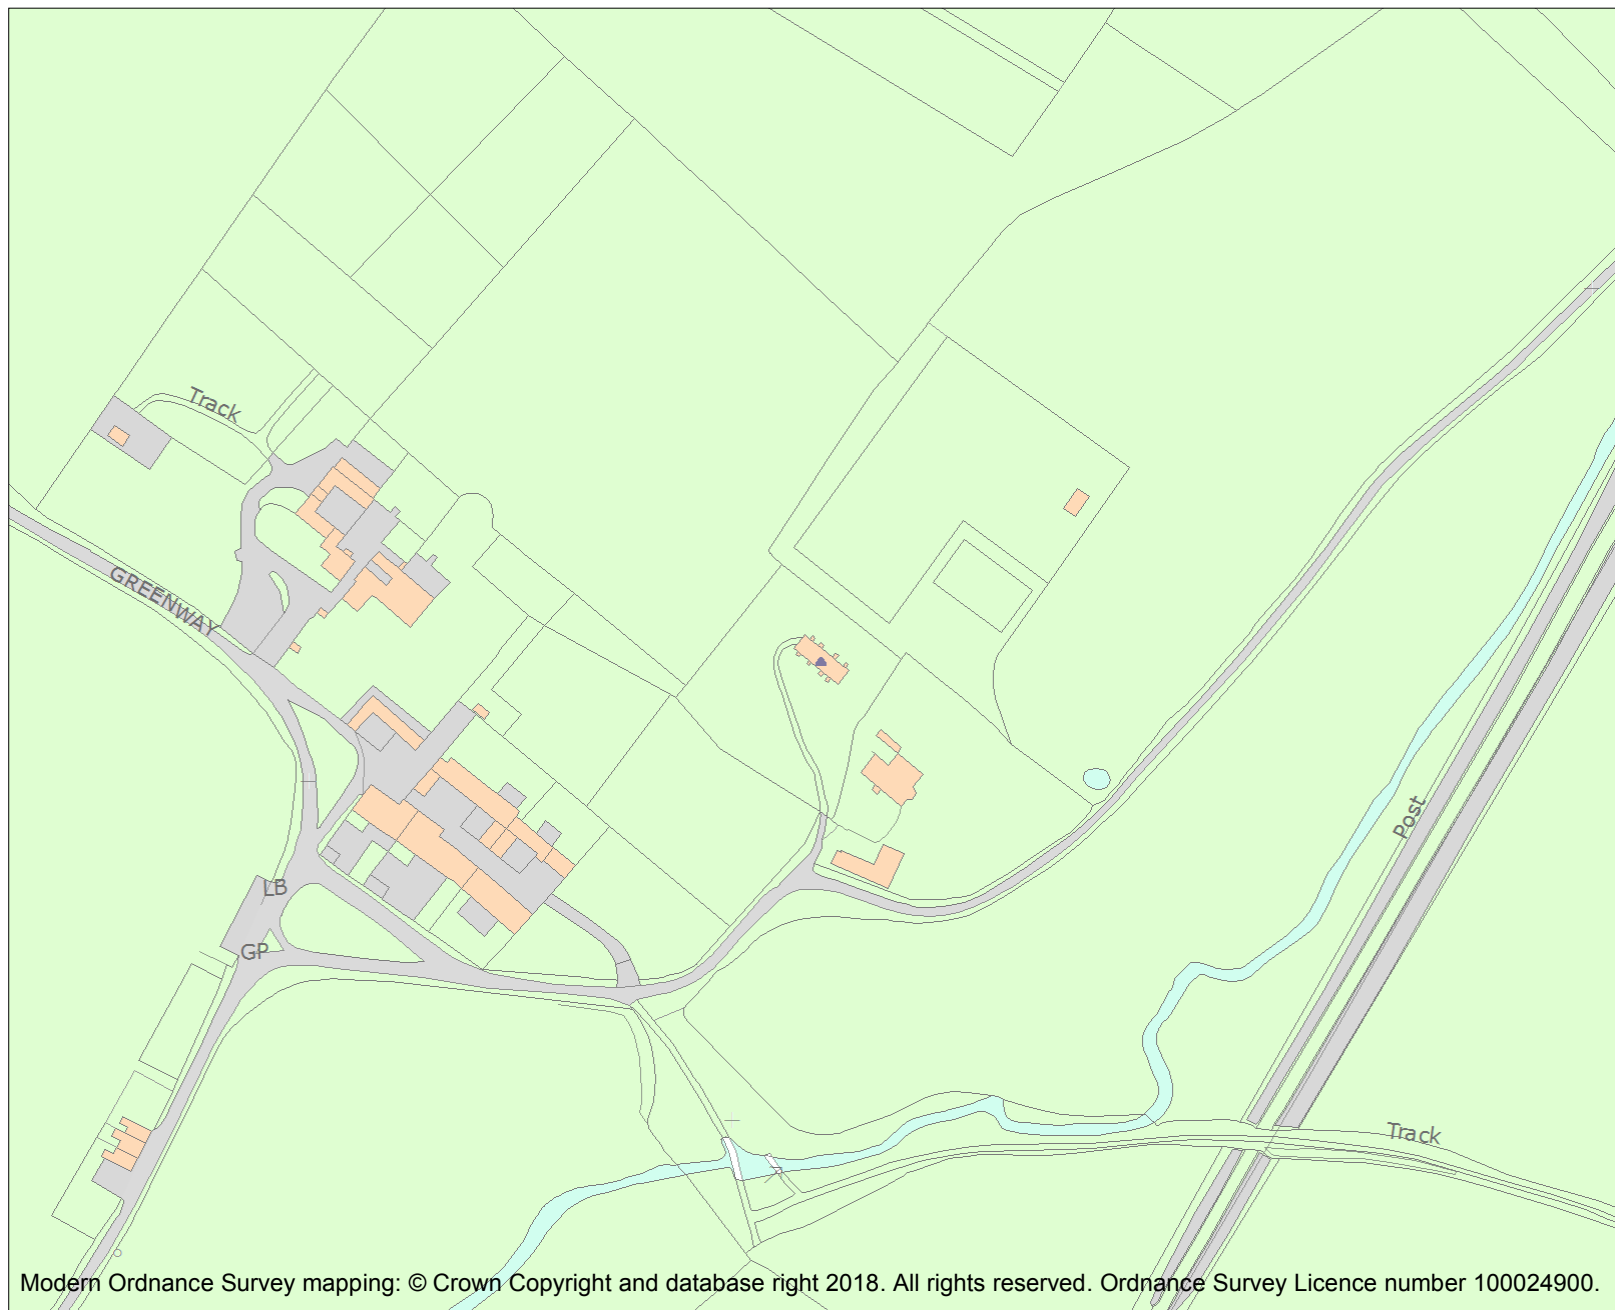 Track
GREENWAY
Post
LB
GP
Track
Modern Ordnance Survey mapping: © Crown Copyright and database right 2018. All rights reserved. Ordnance Survey Licence number 100024900.